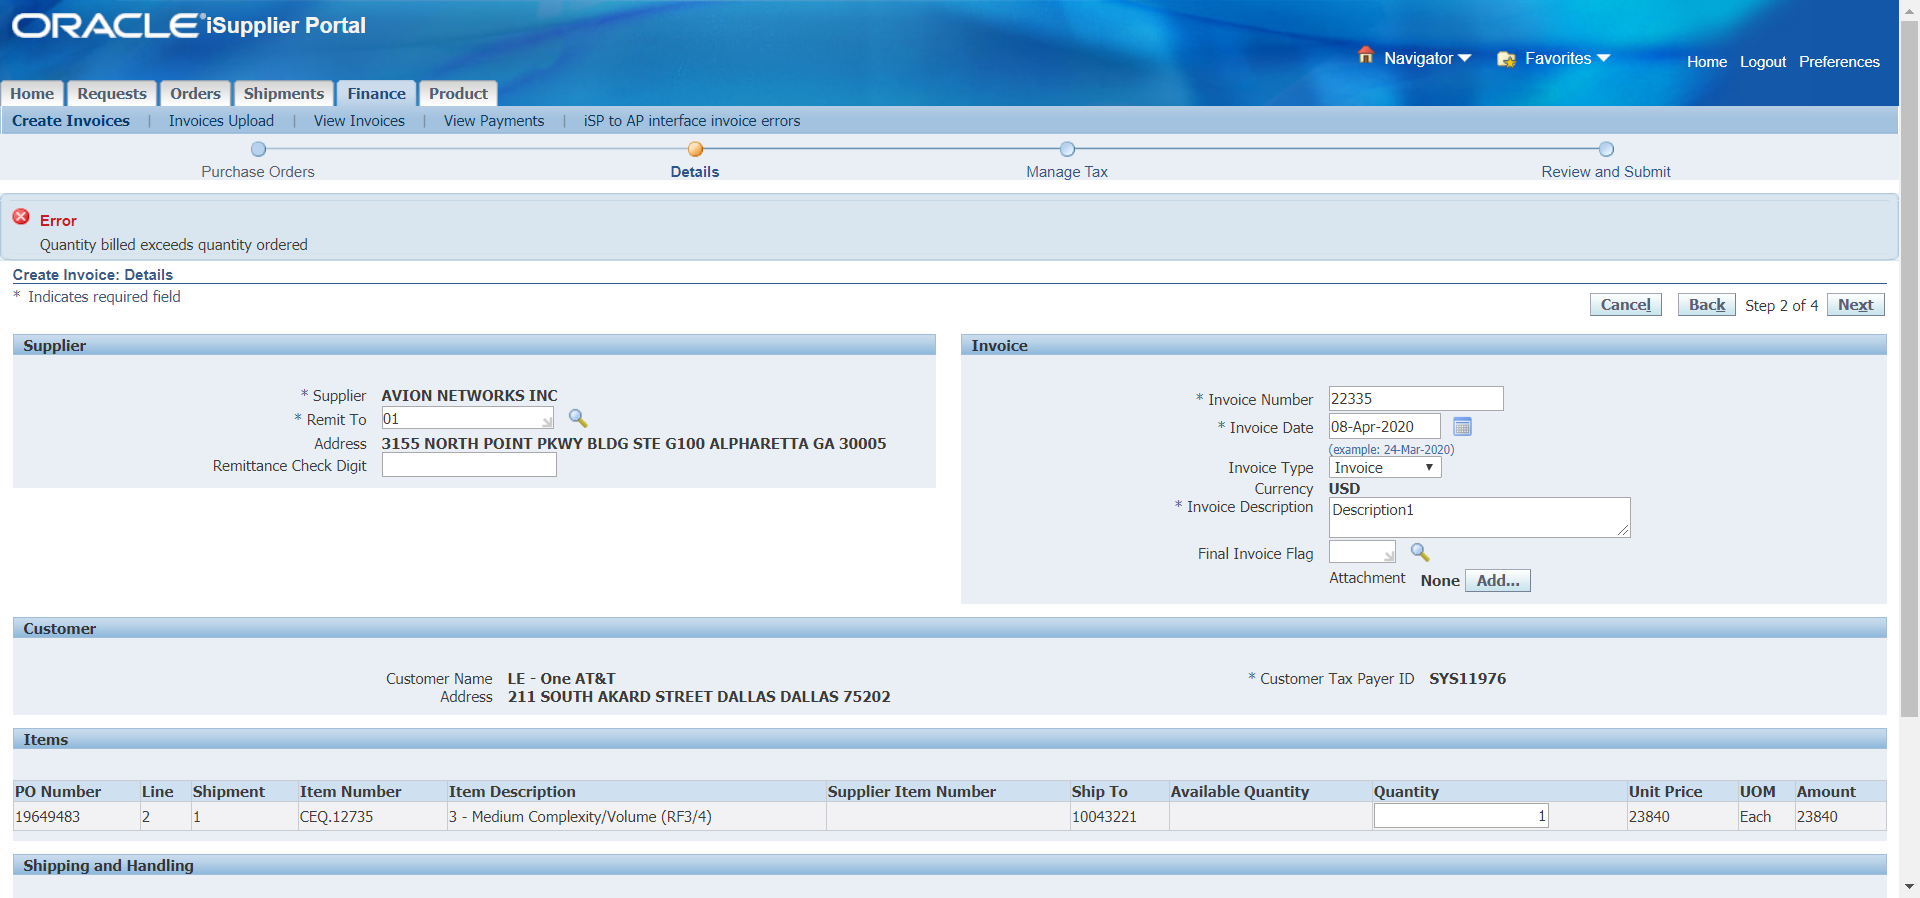 ORACLE® iSupplier Portal
Navigator Favorites Home Logout Preferences
Home Requests Orders Shipments Finance Product
Create Invoices | Invoices Upload | View Invoices | View Payments | iSP to AP interface invoice errors
Purchase Orders Details Manage Tax Review and Submit
Error
Quantity billed exceeds quantity ordered
Create Invoice: Details
* Indicates required field
Cancel Back Step 2 of 4 Next
Supplier
* Supplier AVION NETWORKS INC
* Remit To 01
Address 3155 NORTH POINT PKWY BLDG STE G100 ALPHARETTA GA 30005
Remittance Check Digit
Invoice
* Invoice Number 22335
* Invoice Date 08-Apr-2020
(example: 24-Mar-2020)
Invoice Type Invoice
Currency USD
* Invoice Description Description1
Final Invoice Flag
Attachment None Add...
Customer
Customer Name LE - One AT&T
Address 211 SOUTH AKARD STREET DALLAS DALLAS 75202
* Customer Tax Payer ID SYS11976
Items
PO Number Line Shipment Item Number Item Description Supplier Item Number Ship To Available Quantity Quantity Unit Price UOM Amount
19649483 2 1 CEQ.12735 3 - Medium Complexity/Volume (RF3/4) 10043221 1 23840 Each 23840
Shipping and Handling